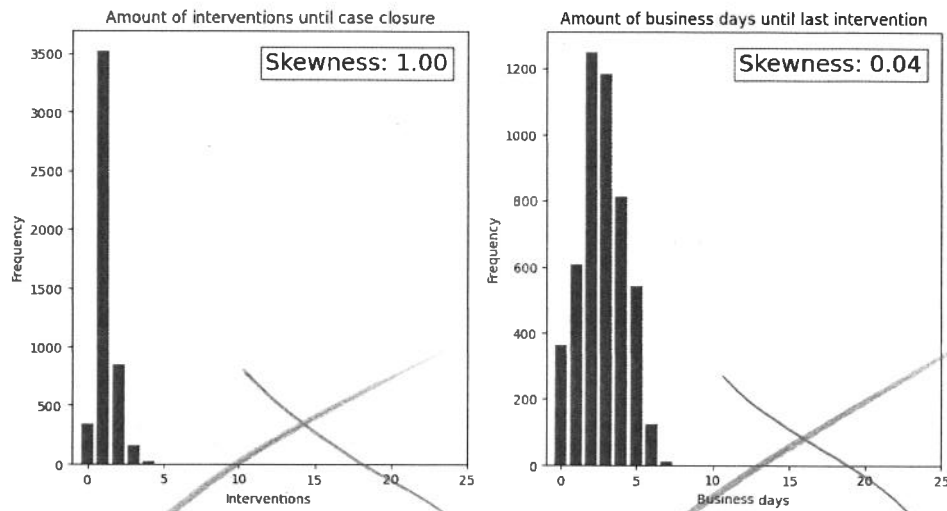 Amount of interventions until case closure
Skewness: 1.00
3500
3000
2500
2000
1500
1000
500
0
Frequency
0 5 10 15 20 25
Interventions
Amount of business days until last intervention
Skewness: 0.04
1200
1000
800
600
400
200
0
Frequency
0 5 10 15 20 25
Business days